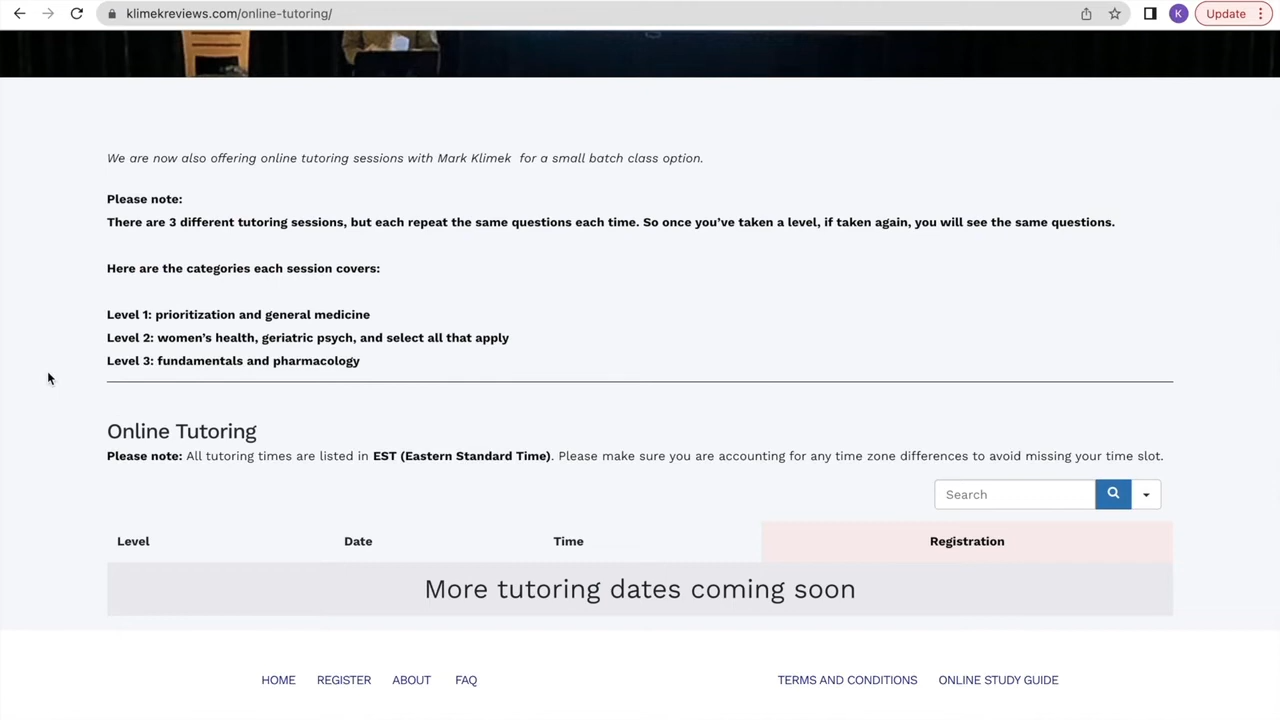 klimekreviews.com/online-tutoring/
K
Update
We are now also offering online tutoring sessions with Mark Klimek for a small batch class option.
Please note:
There are 3 different tutoring sessions, but each repeat the same questions each time. So once you’ve taken a level, if taken again, you will see the same questions.
Here are the categories each session covers:
Level 1: prioritization and general medicine
Level 2: women’s health, geriatric psych, and select all that apply
Level 3: fundamentals and pharmacology
Online Tutoring
Please note: All tutoring times are listed in EST (Eastern Standard Time). Please make sure you are accounting for any time zone differences to avoid missing your time slot.
Search
Level Date Time Registration
More tutoring dates coming soon
HOME REGISTER ABOUT FAQ TERMS AND CONDITIONS ONLINE STUDY GUIDE